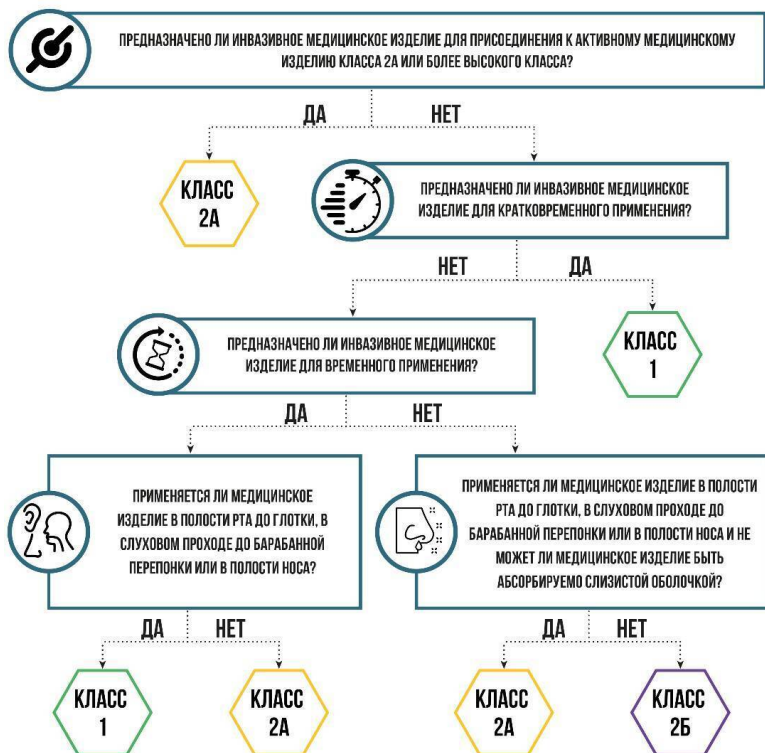 ПРЕДНАЗНАЧЕНО ЛИ ИНВАЗИВНОЕ МЕДИЦИНСКОЕ ИЗДЕЛИЕ ДЛЯ ПРИСОЕДИНЕНИЯ К АКТИВНОМУ МЕДИЦИНСКОМУ
ИЗДЕЛИЮ КЛАССА 2А ИЛИ БОЛЕЕ ВЫСОКОГО КЛАССА?
ДА
НЕТ
КЛАСС
2А
ПРЕДНАЗНАЧЕНО ЛИ ИНВАЗИВНОЕ МЕДИЦИНСКОЕ
ИЗДЕЛИЕ ДЛЯ КРАТКОВРЕМЕННОГО ПРИМЕНЕНИЯ?
НЕТ
ДА
КЛАСС
1
ПРЕДНАЗНАЧЕНО ЛИ ИНВАЗИВНОЕ МЕДИЦИНСКОЕ
ИЗДЕЛИЕ ДЛЯ ВРЕМЕННОГО ПРИМЕНЕНИЯ?
ДА
НЕТ
ПРИМЕНЯЕТСЯ ЛИ МЕДИЦИНСКОЕ
ИЗДЕЛИЕ В ПОЛОСТИ РТА ДО ГЛОТКИ, В
СЛУХОВОМ ПРОХОДЕ ДО БАРАБАННОЙ
ПЕРЕПОНКИ ИЛИ В ПОЛОСТИ НОСА?
ПРИМЕНЯЕТСЯ ЛИ МЕДИЦИНСКОЕ ИЗДЕЛИЕ В ПОЛОСТИ
РТА ДО ГЛОТКИ, В СЛУХОВОМ ПРОХОДЕ ДО
БАРАБАННОЙ ПЕРЕПОНКИ ИЛИ В ПОЛОСТИ НОСА И НЕ
МОЖЕТ ЛИ МЕДИЦИНСКОЕ ИЗДЕЛИЕ БЫТЬ
АБСОРБИРУЕМО СЛИЗИСТОЙ ОБОЛОЧКОЙ?
ДА
НЕТ
ДА
НЕТ
КЛАСС
1
КЛАСС
2А
КЛАСС
2А
КЛАСС
2Б